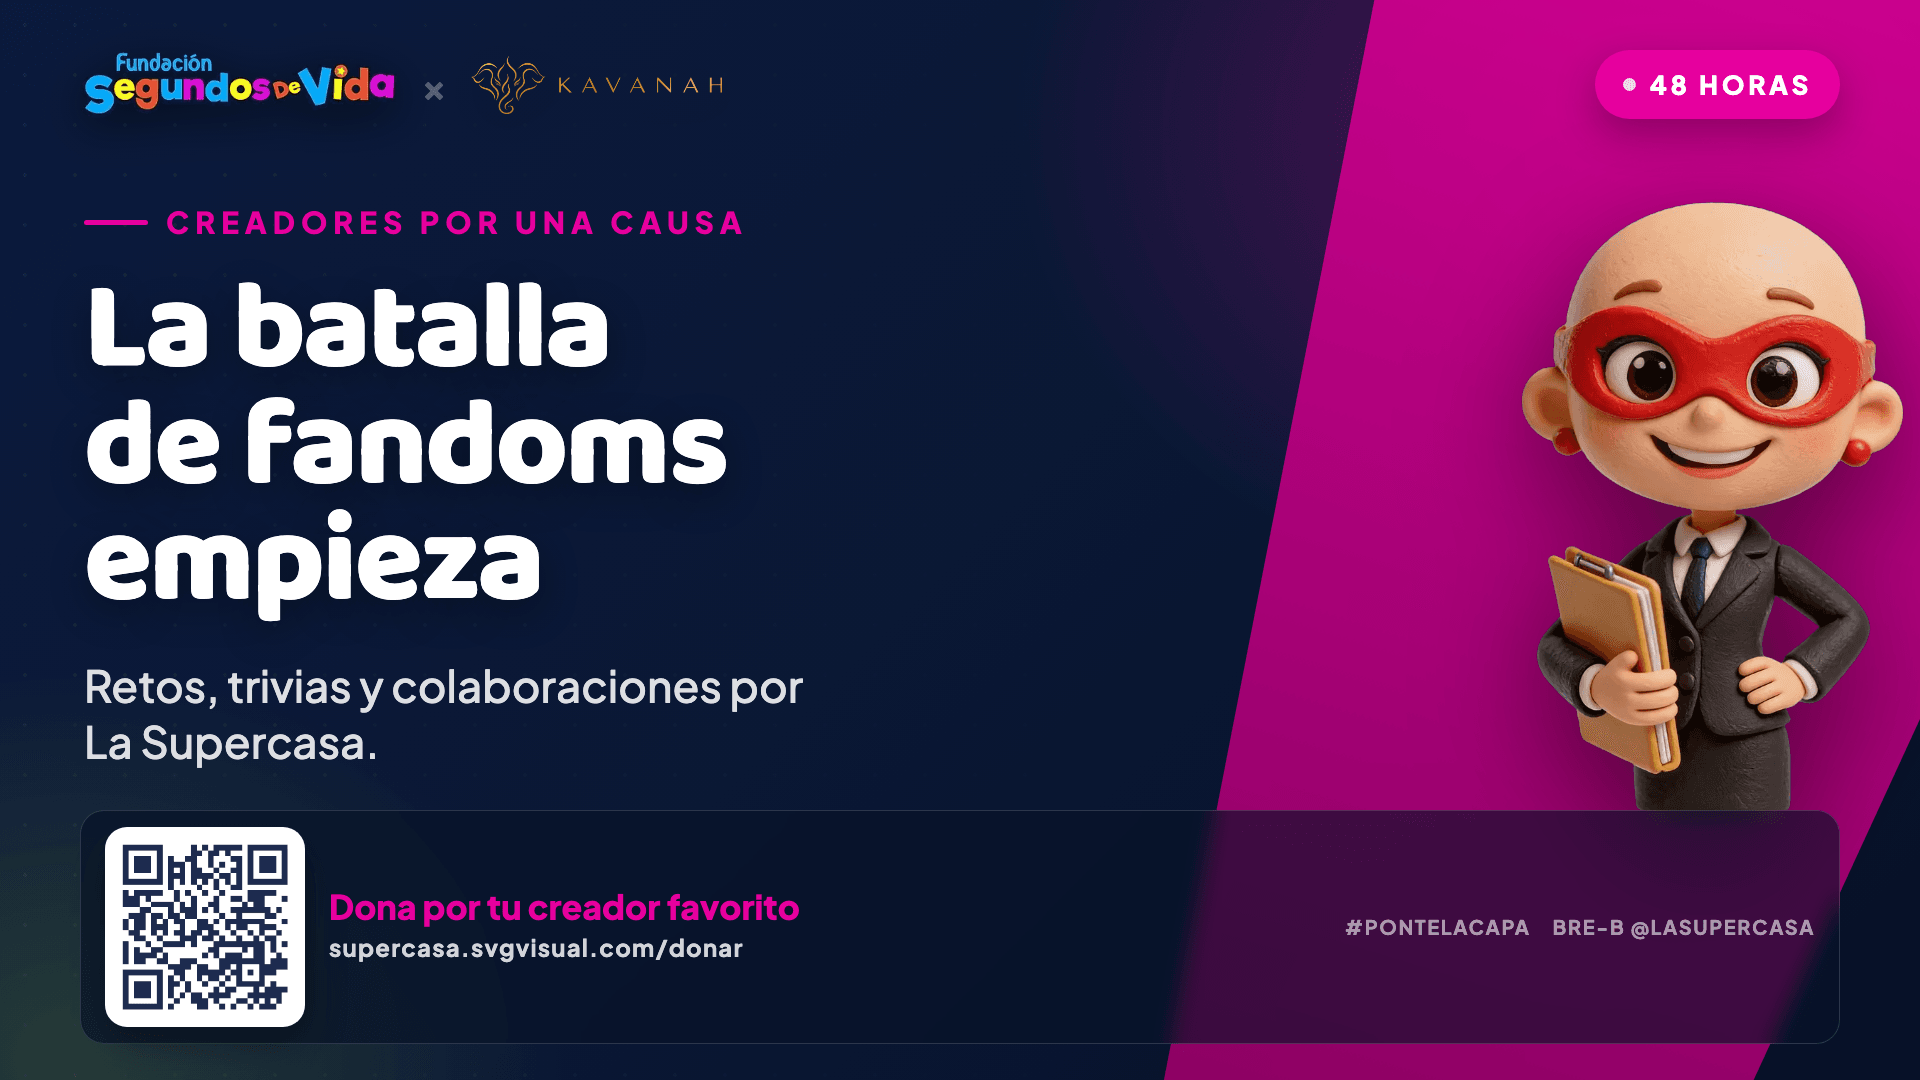 Fundación
Segundos de Vida
×
KAVANAH
48 HORAS
CREADORES POR UNA CAUSA
La batalla
de fandoms
empieza
Retos, trivias y colaboraciones por
La Supercasa.
Dona por tu creador favorito
supercasa.svgvisual.com/donar
#PONTELACAPA BRE-B @LASUPERCASA